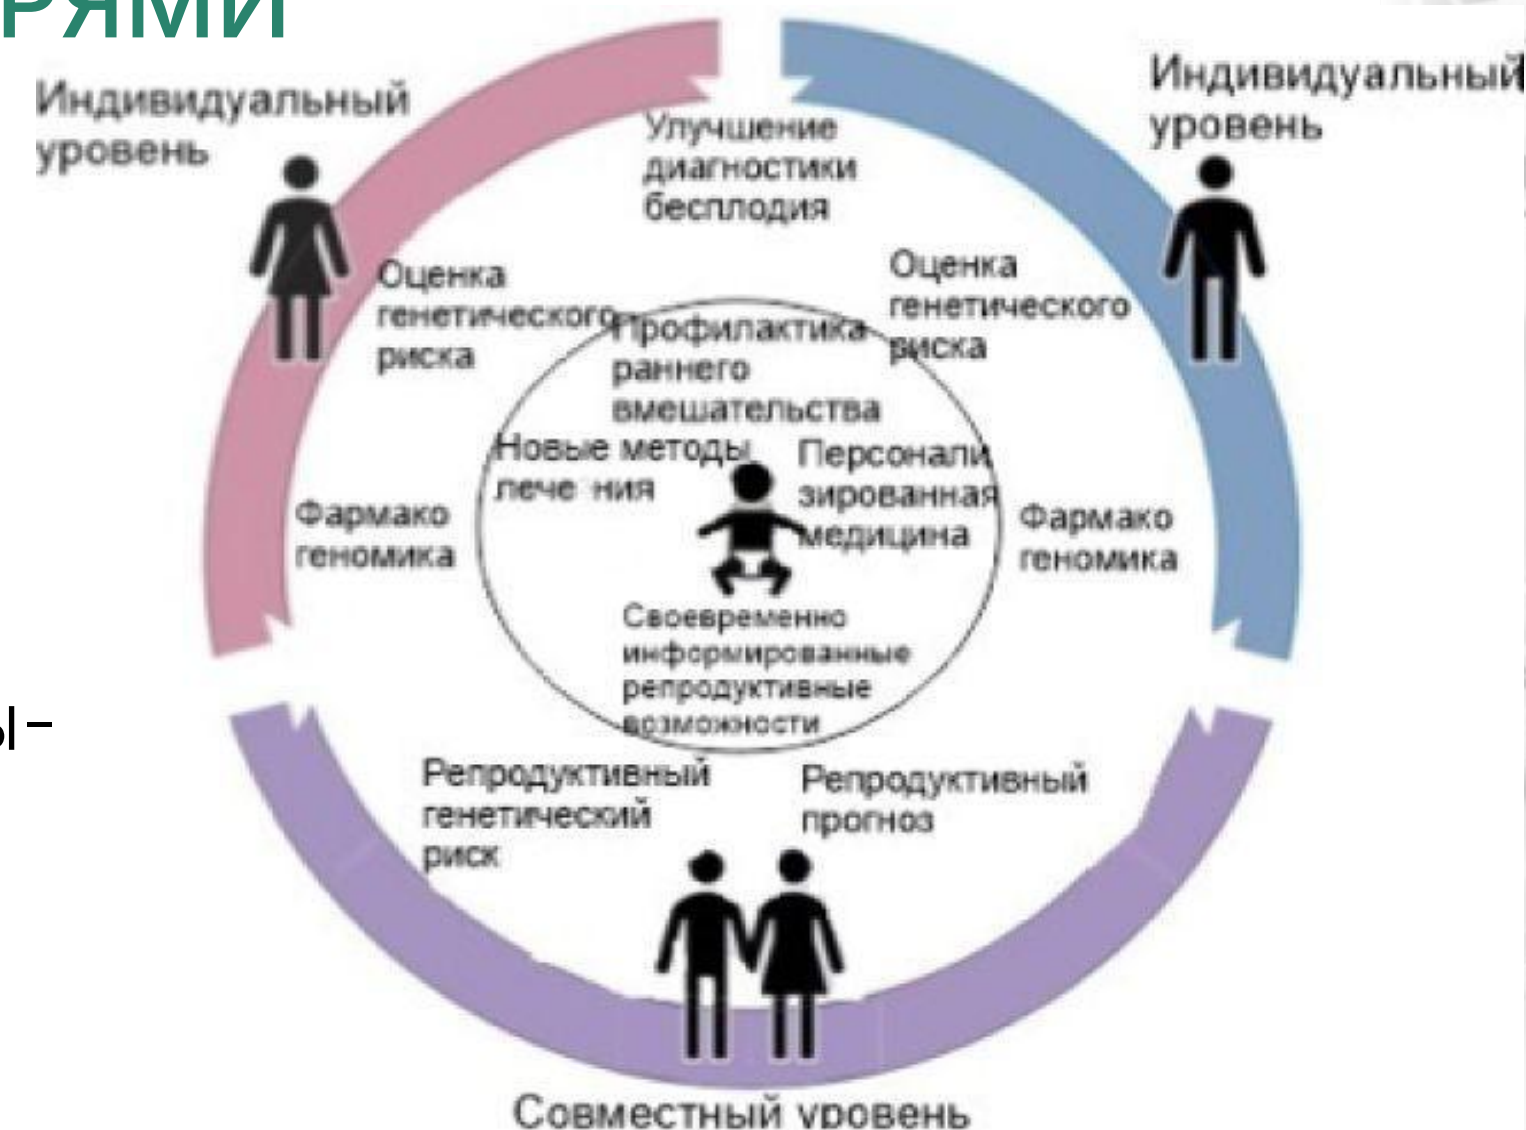 РЯМИ
Индивидуальный
уровень
Индивидуальный
уровень
Улучшение
диагностики
бесплодия
Оценка
генетического
риска
Оценка
генетического
риска
Профилактика
раннего
вмешательства
Новые методы
лече ния
Персонали
зированная
медицина
Фармако
геномика
Фармако
геномика
Своевременно
информированные
репродуктивные
возможности
ы-
Репродуктивный
генетический
риск
Репродуктивный
прогноз
Совместный уровень